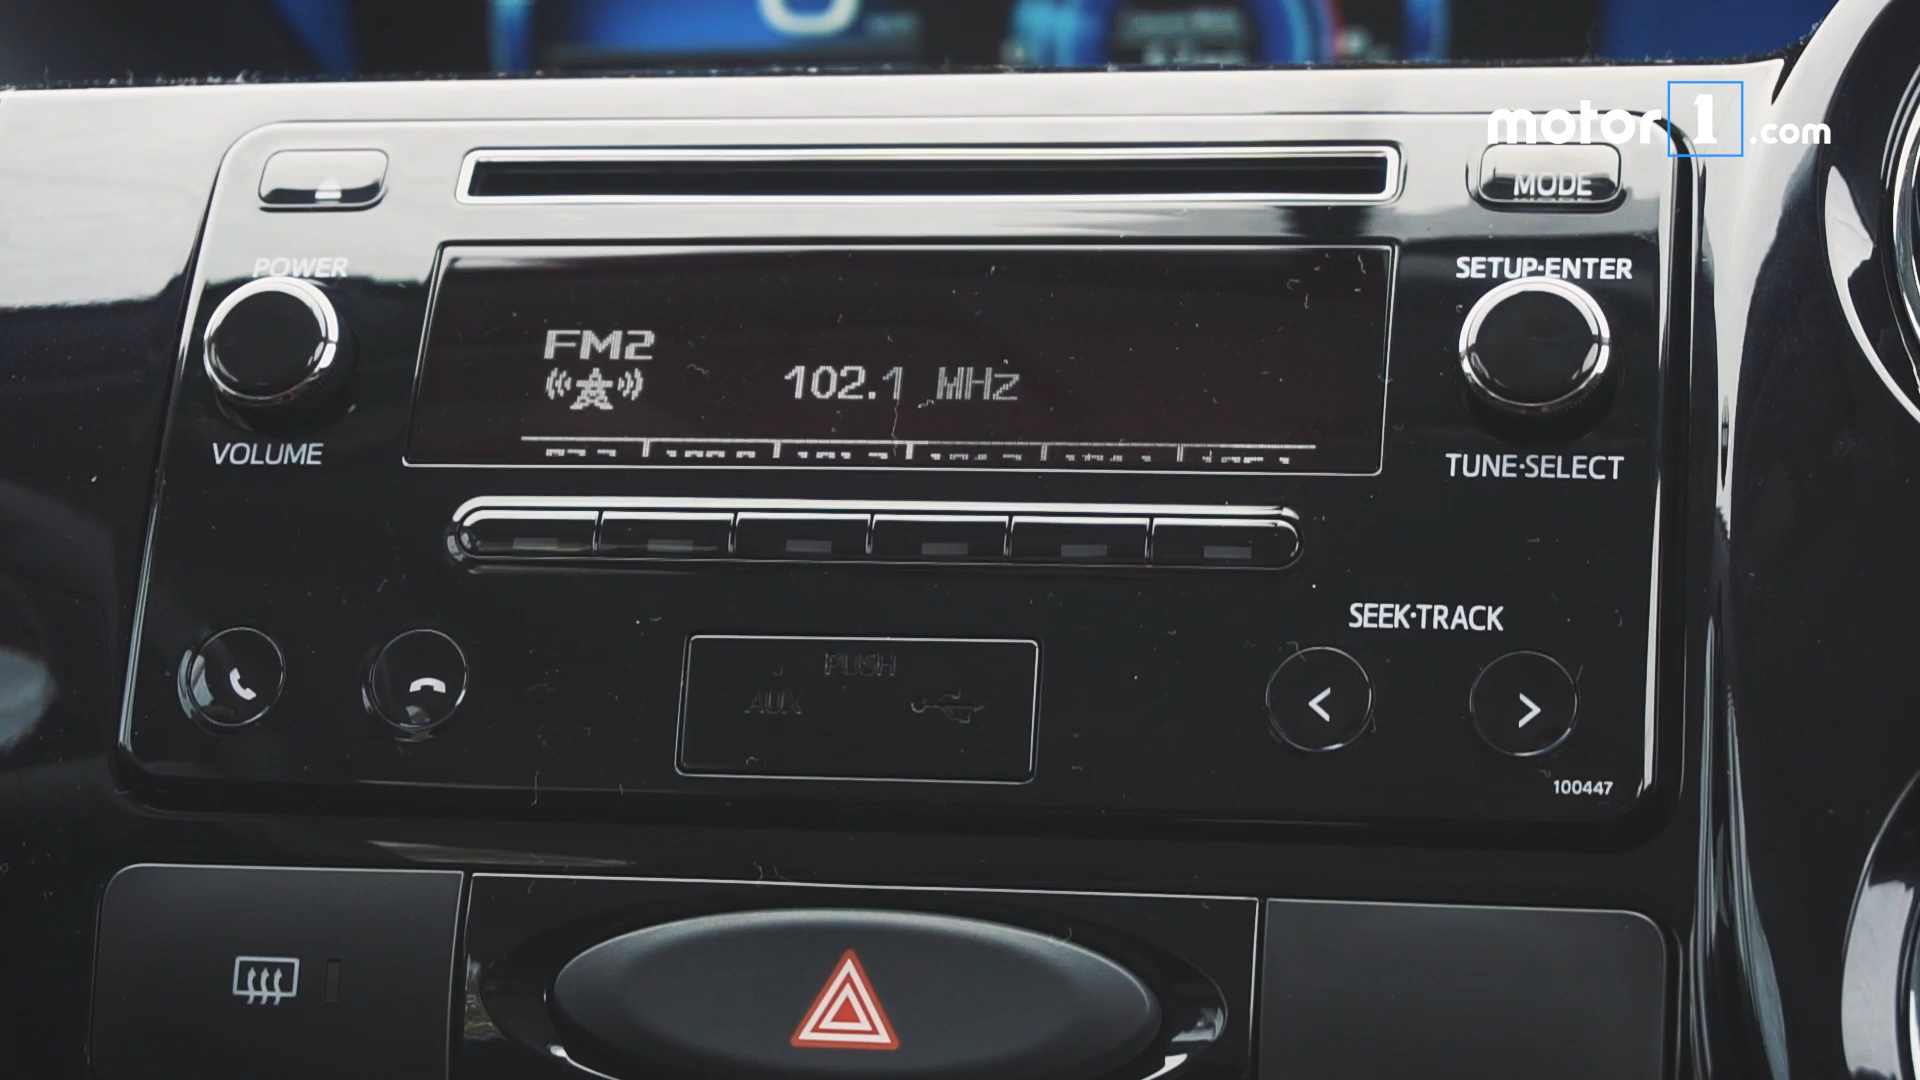 motor1.com
MODE
POWER
SETUP·ENTER
FM2
102.1 MHz
VOLUME
TUNE·SELECT
SEEK·TRACK
PUSH
AUX
< >
100447